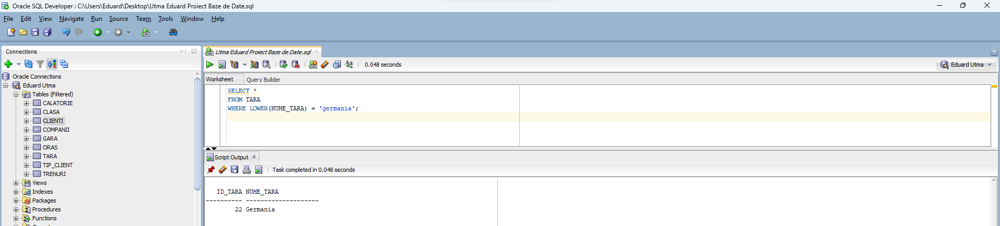 Oracle SQL Developer : C:\Users\Eduard\Desktop\Utma Eduard Proiect Baze de Date.sql
File Edit View Navigate Run Source Team Tools Window Help
Connections
Oracle Connections
Eduard Utma
Tables (Filtered)
CALATORIE
CLASA
CLIENTI
COMPANII
GARA
ORAS
TARA
TIP_CLIENT
TRENURI
Views
Indexes
Packages
Procedures
Functions
Utma Eduard Proiect Baze de Date.sql
0.048 seconds
Eduard Utma
Worksheet Query Builder
SELECT *
FROM TARA
WHERE LOWER(NUME_TARA) = 'germania';
Script Output x
Task completed in 0.048 seconds
ID_TARA NUME_TARA
---------- --------------------
22 Germania